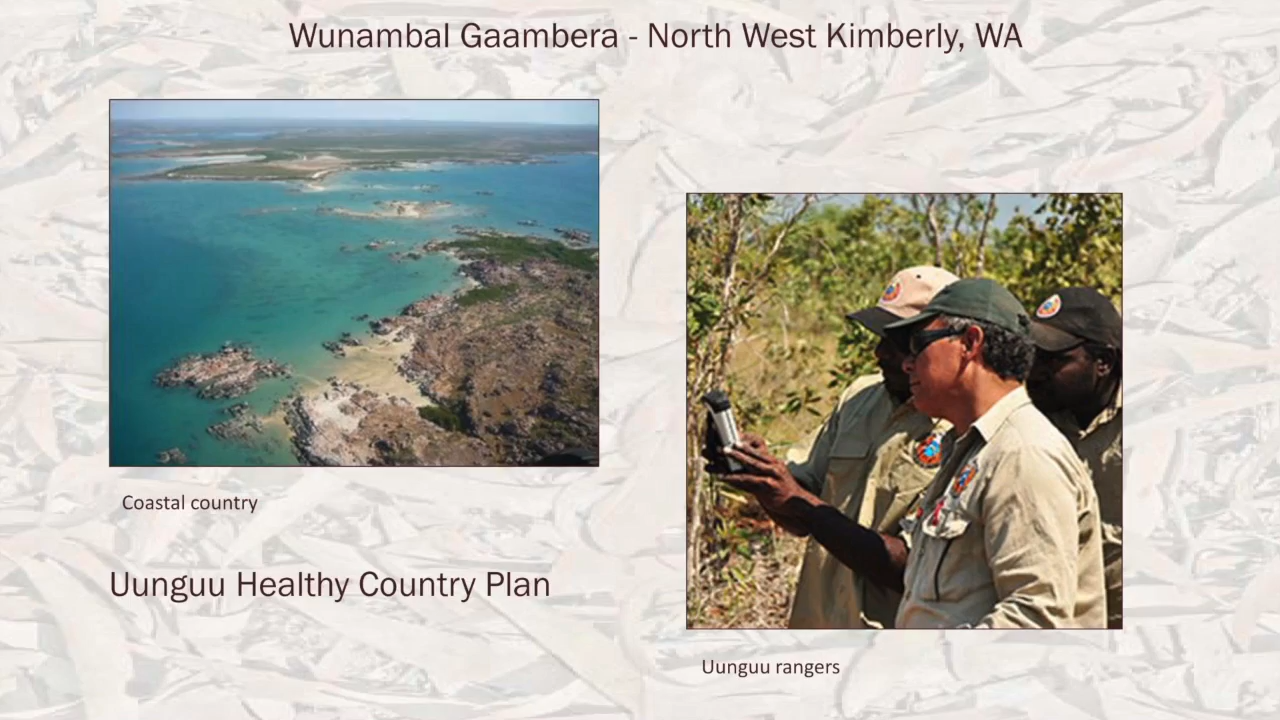 Wunambal Gaambera - North West Kimberly, WA
Coastal country
Uunguu Healthy Country Plan
Uunguu rangers